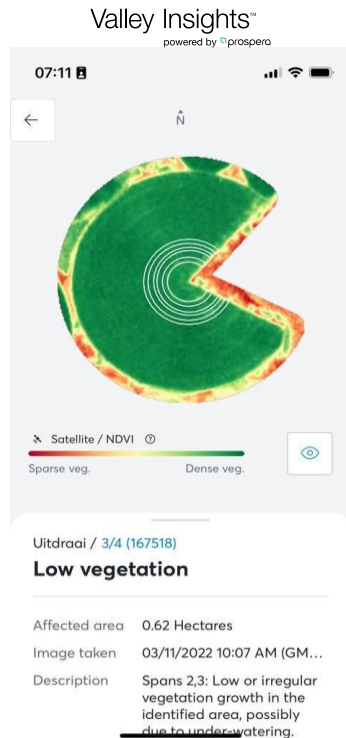 Valley Insights™
powered by prospera
07:11
N
Satellite / NDVI ?
Sparse veg. Dense veg.
Uitdraai / 3/4 (167518)
Low vegetation
Affected area 0.62 Hectares
Image taken 03/11/2022 10:07 AM (GM...
Description Spans 2,3: Low or irregular
vegetation growth in the
identified area, possibly
due to under-watering.